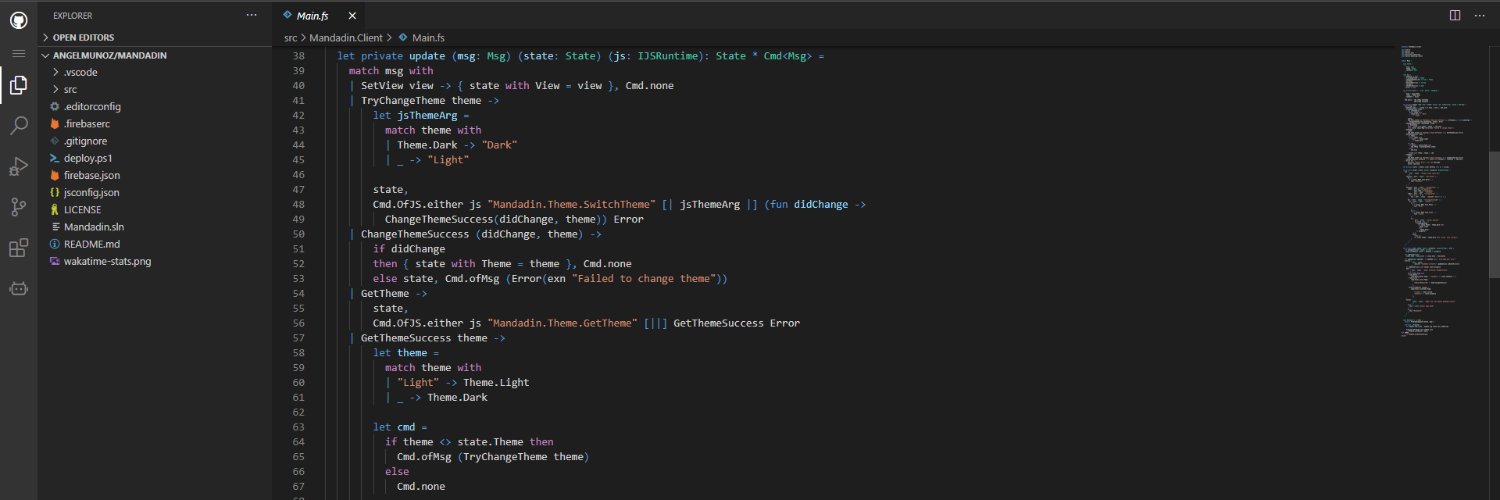 EXPLORER
OPEN EDITORS
ANGELMUNOZ/MANDADIN
.vscode
src
.editorconfig
.firebaserc
.gitignore
deploy.ps1
firebase.json
{} jsconfig.json
LICENSE
Mandadin.sln
README.md
wakatime-stats.png
Main.fs
src > Mandadin.Client > Main.fs
38 let private update (msg: Msg) (state: State) (js: IJSRuntime): State * Cmd<Msg> =
39 match msg with
40 | SetView view -> { state with View = view }, Cmd.none
41 | TryChangeTheme theme ->
42 let jsThemeArg =
43 match theme with
44 | Theme.Dark -> "Dark"
45 | _ -> "Light"
46
47 state,
48 Cmd.OfJS.either js "Mandadin.Theme.SwitchTheme" [| jsThemeArg |] (fun didChange ->
49 ChangeThemeSuccess(didChange, theme)) Error
50 | ChangeThemeSuccess (didChange, theme) ->
51 if didChange
52 then { state with Theme = theme }, Cmd.none
53 else state, Cmd.ofMsg (Error(exn "Failed to change theme"))
54 | GetTheme ->
55 state,
56 Cmd.OfJS.either js "Mandadin.Theme.GetTheme" [||] GetThemeSuccess Error
57 | GetThemeSuccess theme ->
58 let theme =
59 match theme with
60 | "Light" -> Theme.Light
61 | _ -> Theme.Dark
62
63 let cmd =
64 if theme <> state.Theme then
65 Cmd.ofMsg (TryChangeTheme theme)
66 else
67 Cmd.none